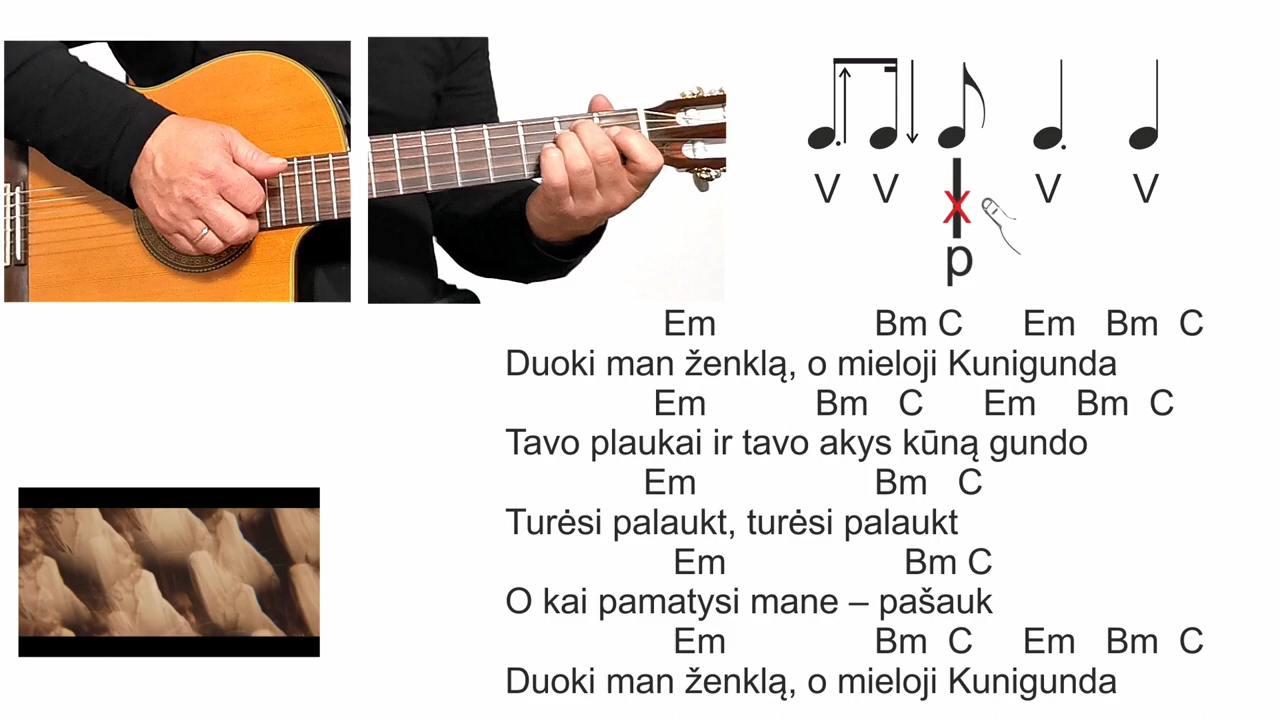 V V X V V
p
Em Bm C Em Bm C
Duoki man ženklą, o mieloji Kunigunda
Em Bm C Em Bm C
Tavo plaukai ir tavo akys kūną gundo
Em Bm C
Turėsi palaukt, turėsi palaukt
Em Bm C
O kai pamatysi mane – pašauk
Em Bm C Em Bm C
Duoki man ženklą, o mieloji Kunigunda